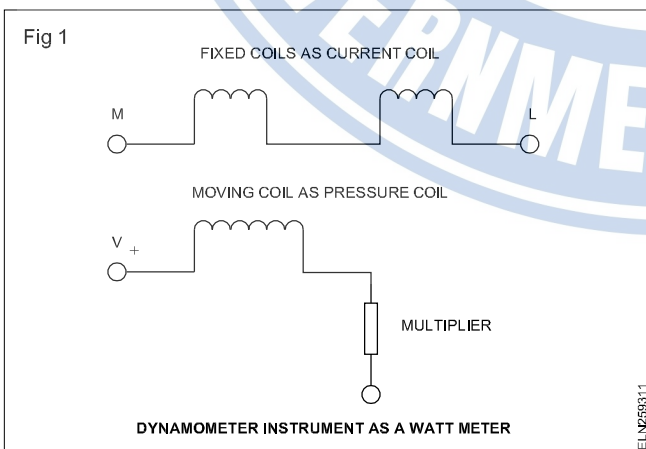 Fig 1
FIXED COILS AS CURRENT COIL
M
L
MOVING COIL AS PRESSURE COIL
V +
MULTIPLIER
DYNAMOMETER INSTRUMENT AS A WATT METER
ELN259311
ERNME